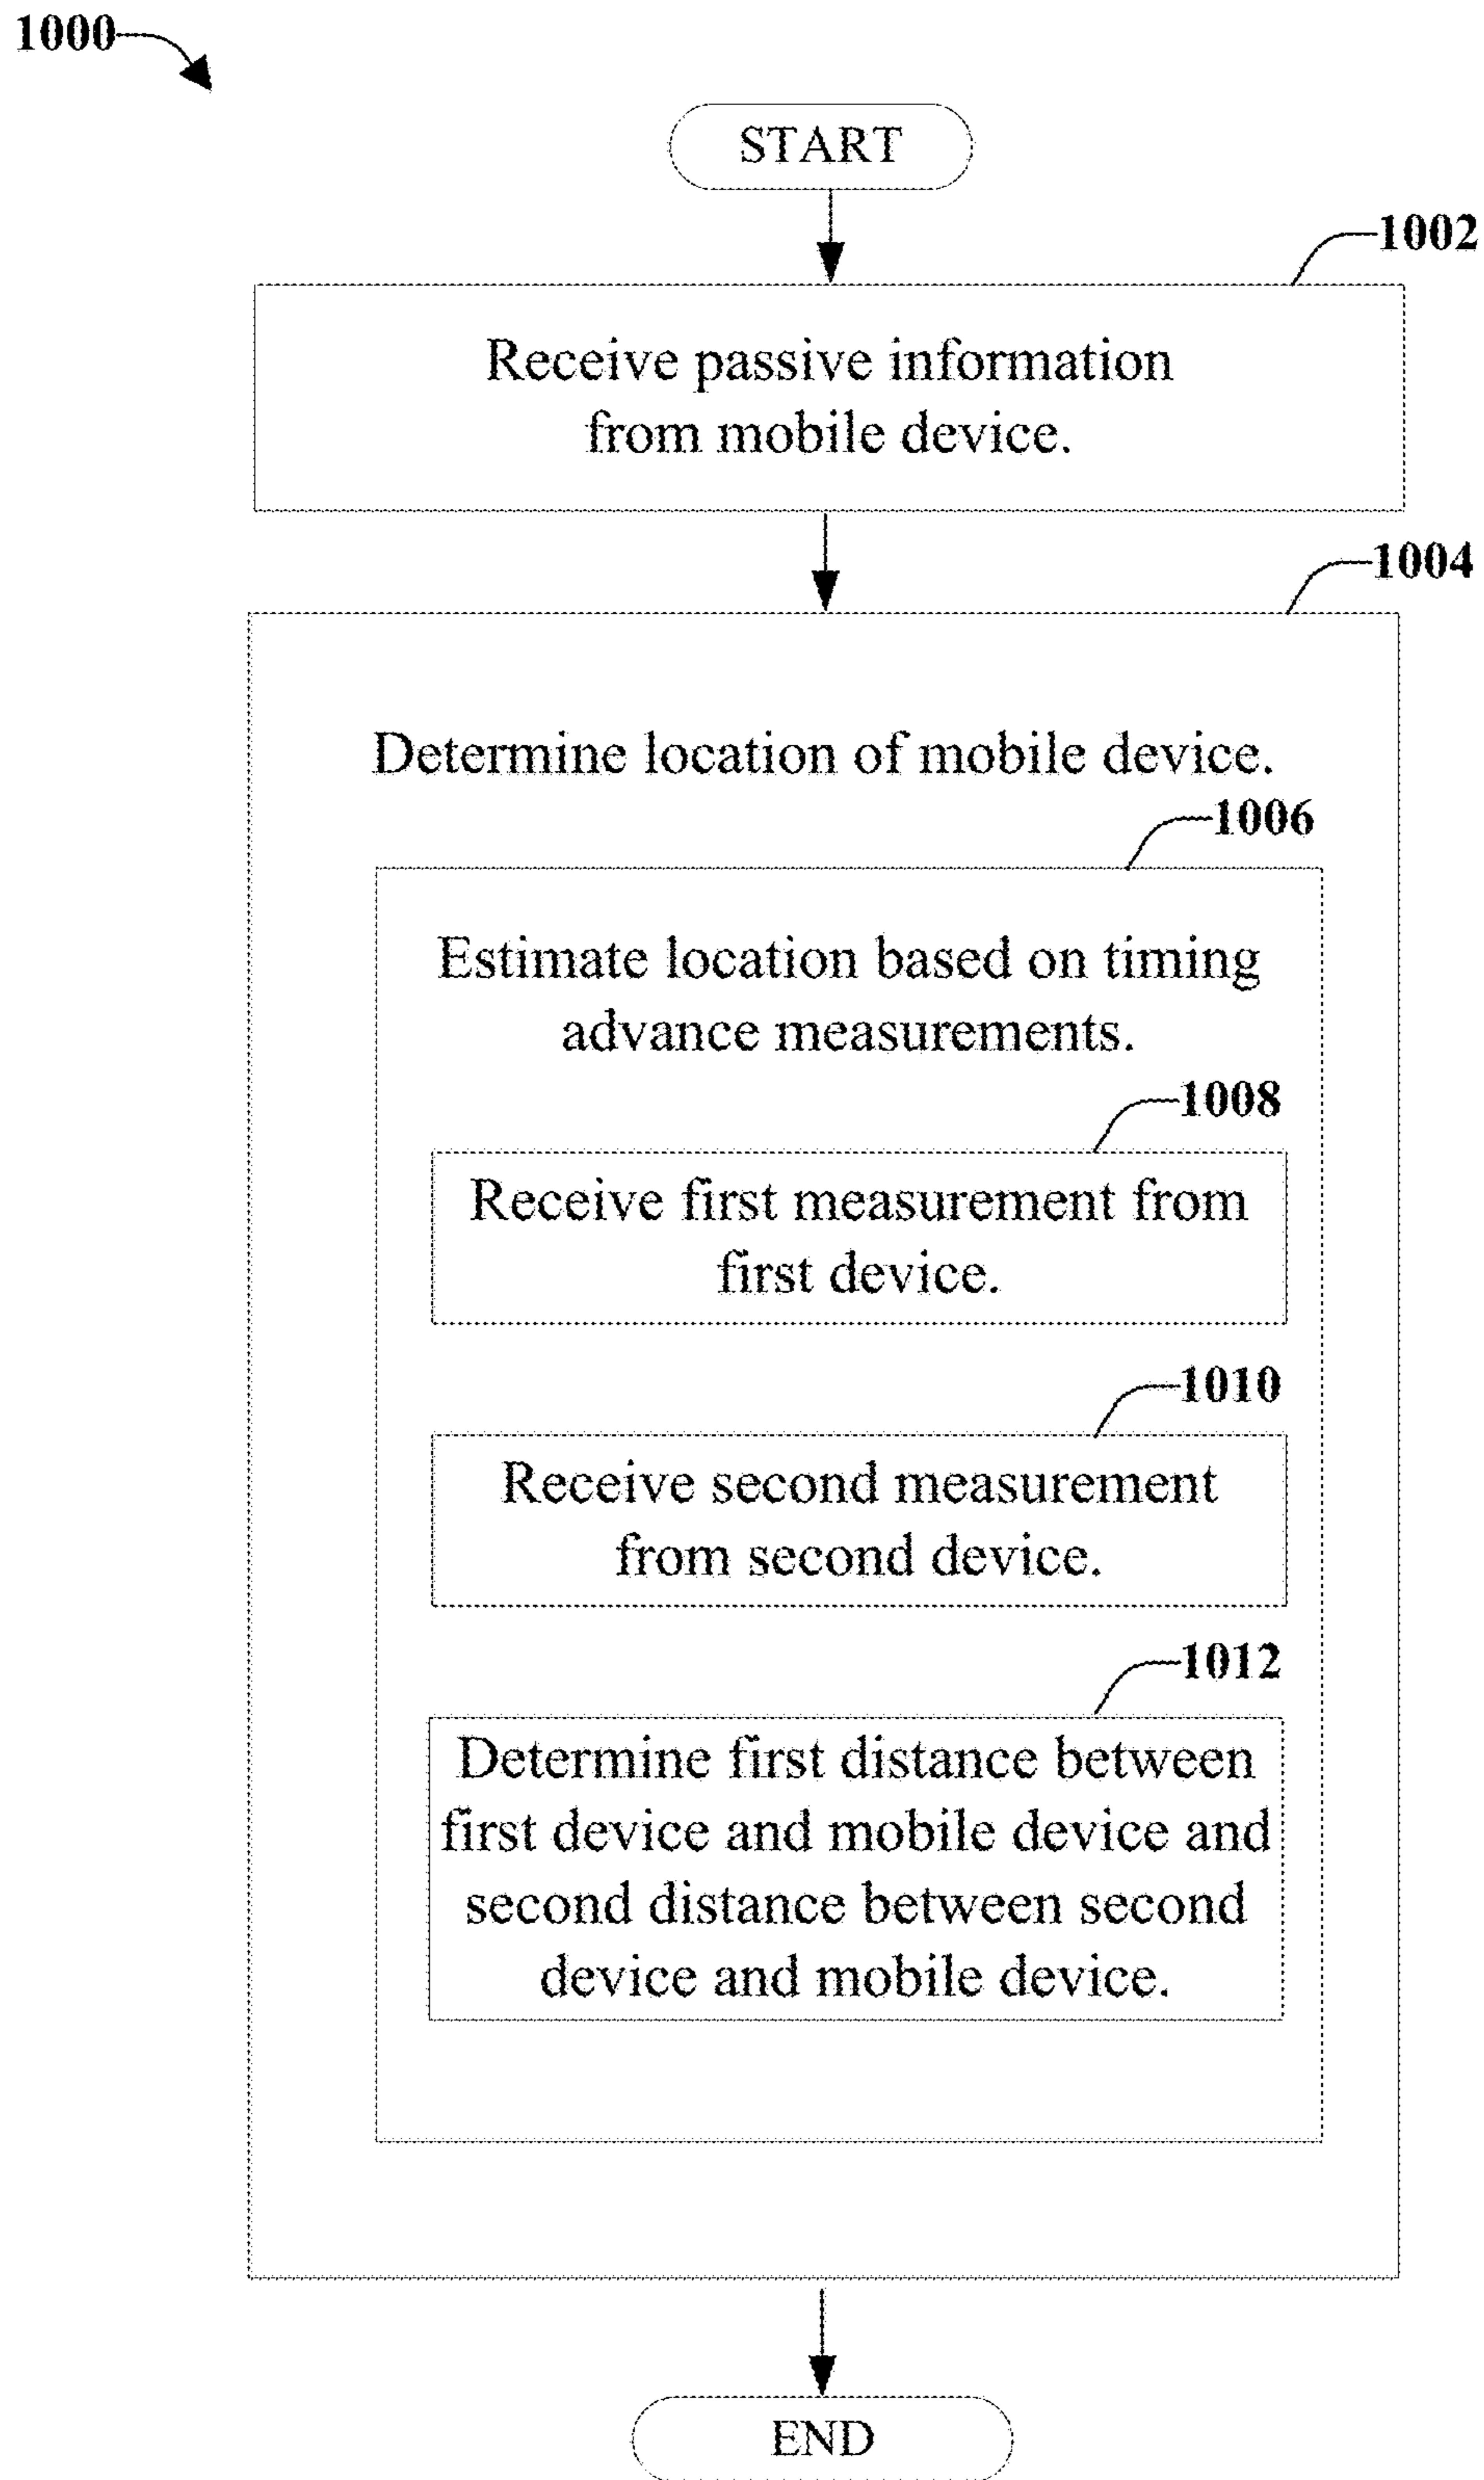 1000
START
1002
Receive passive information
from mobile device.
1004
Determine location of mobile device.
1006
Estimate location based on timing
advance measurements.
1008
Receive first measurement from
first device.
1010
Receive second measurement
from second device.
1012
Determine first distance between
first device and mobile device and
second distance between second
device and mobile device.
END